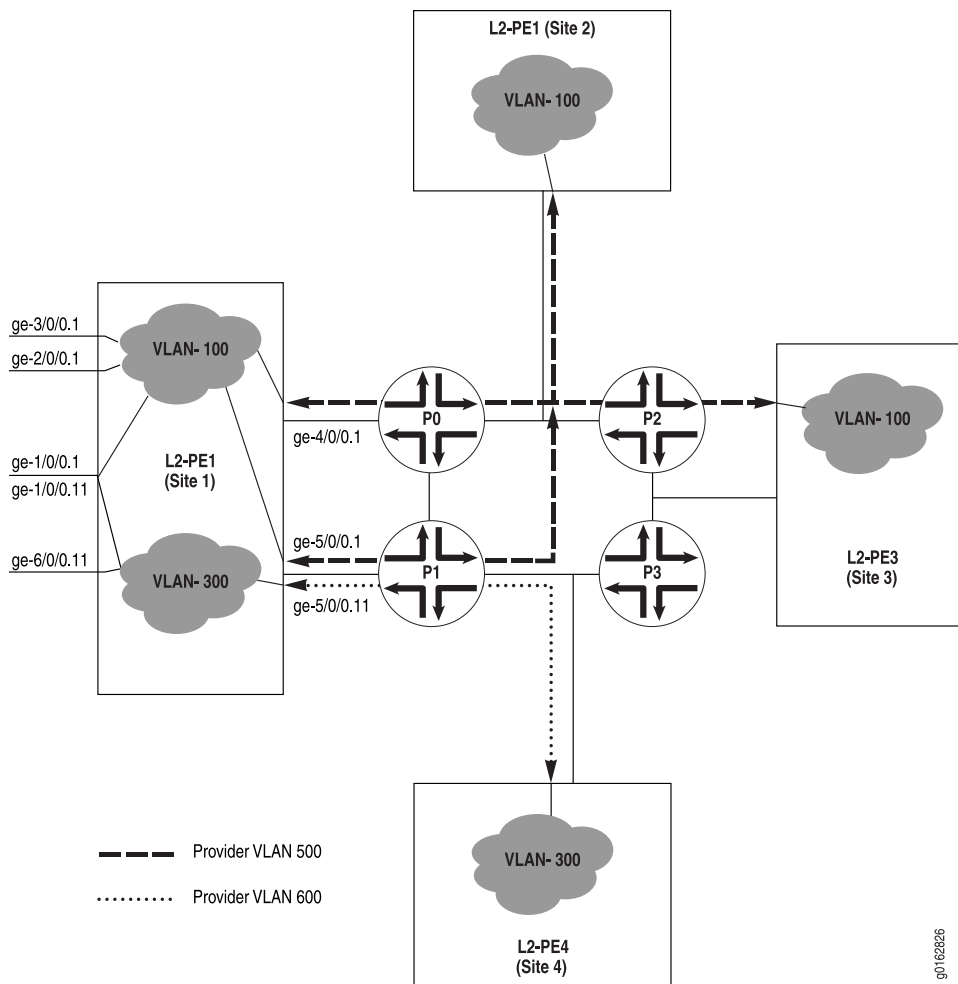 L2-PE1 (Site 2)
VLAN- 100
ge-3/0/0.1
ge-2/0/0.1
VLAN- 100
ge-1/0/0.1
ge-1/0/0.11
L2-PE1
(Site 1)
ge-4/0/0.1
P0
P2
VLAN- 100
ge-6/0/0.11
VLAN- 300
ge-5/0/0.1
ge-5/0/0.11
P1
P3
L2-PE3
(Site 3)
Provider VLAN 500
Provider VLAN 600
VLAN- 300
L2-PE4
(Site 4)
g0162826